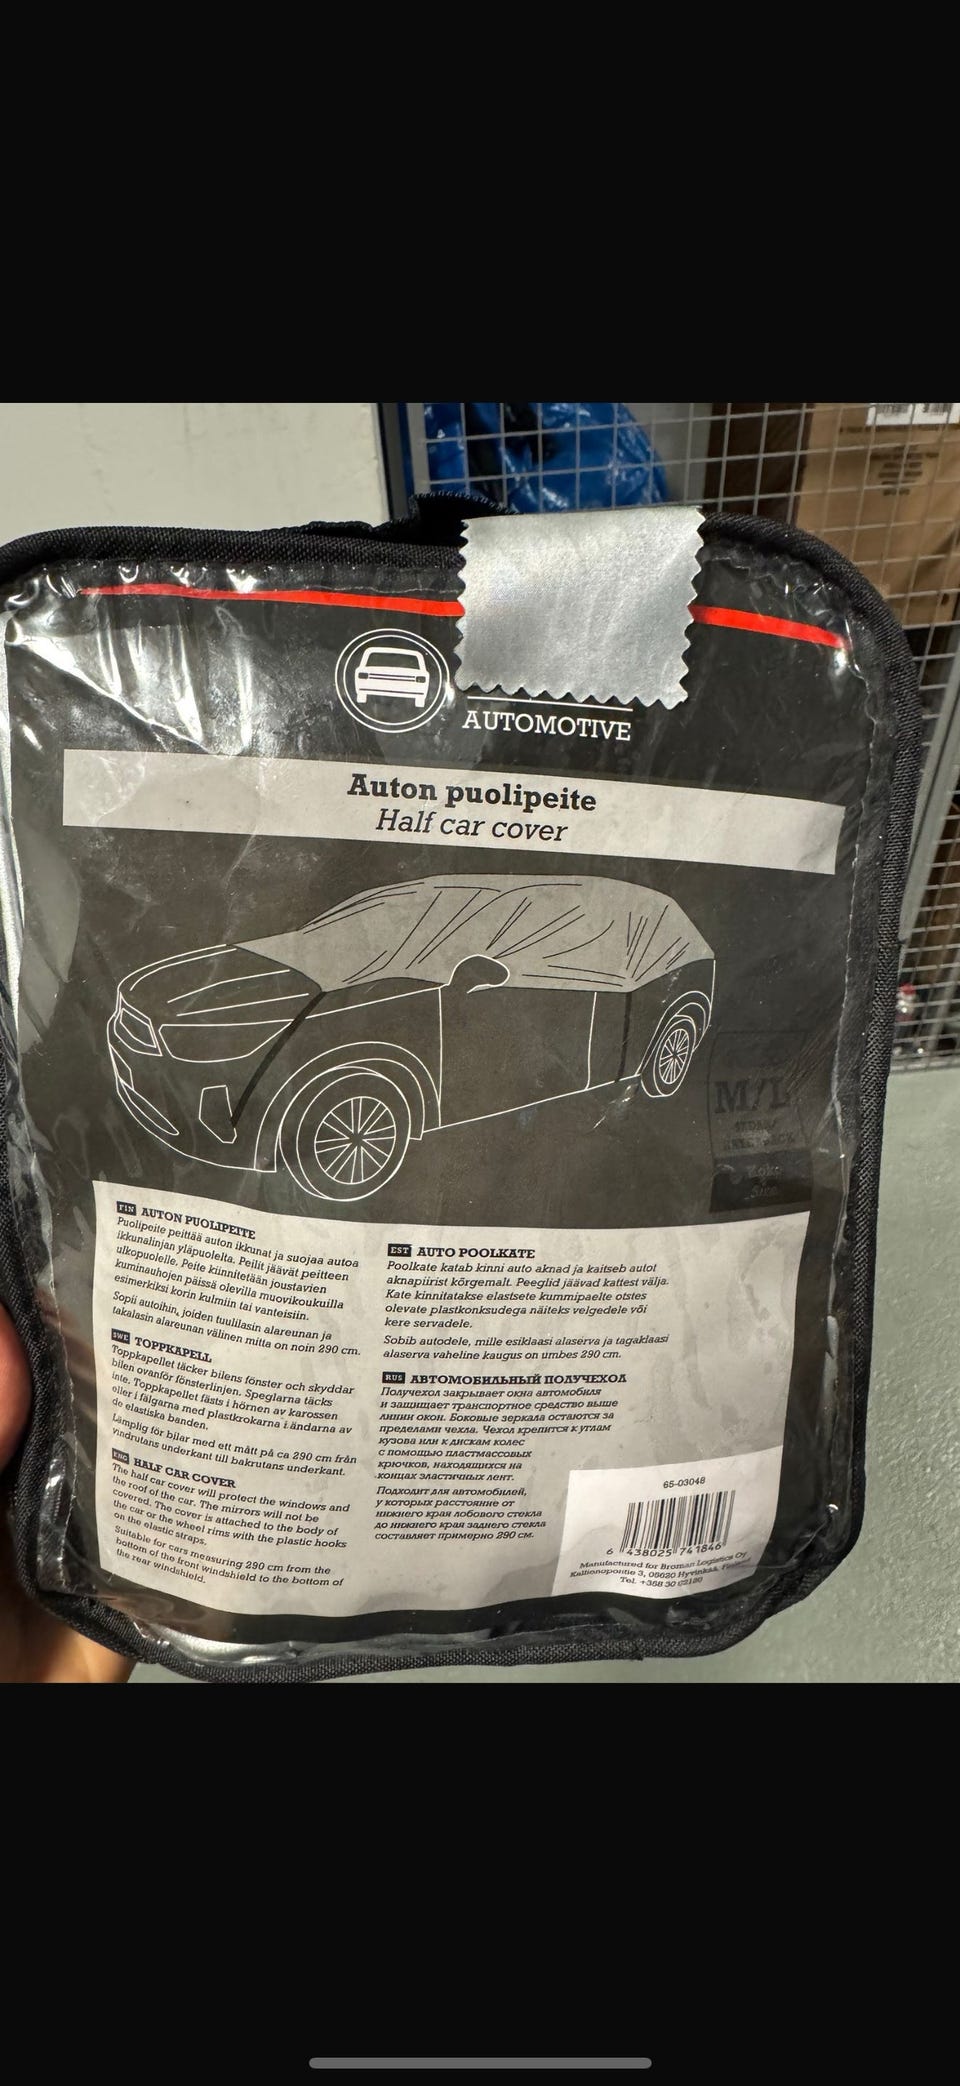 AUTOMOTIVE
Auton puolipeite
Half car cover
M/L
SEDAN/
HATCHBACK
Koko
Size
FIN AUTON PUOLIPEITE
Puolipeite peittää auton ikkunat ja suojaa autoa
ikkunalinjan yläpuolelta. Peilit jäävät peitteen
ulkopuolelle. Peite kiinnitetään joustavien
kuminauhojen päissä olevilla muovikoukuilla
esimerkiksi korin kulmiin tai vanteisiin.
Sopii autoihin, joiden tuulilasin alareunan ja
takalasin alareunan välinen mitta on noin 290 cm.
SWE TOPPKAPELL
Toppkapellet täcker bilens fönster och skyddar
bilen ovanför fönsterlinjen. Speglarna täcks
inte. Toppkapellet fästs i hörnen av karossen
eller i fälgarna med plastkrokarna i ändarna av
de elastiska banden.
Lämplig för bilar med ett mått på ca 290 cm från
vindrutans underkant till bakrutans underkant.
ENG HALF CAR COVER
The half car cover will protect the windows and
the roof of the car. The mirrors will not be
covered. The cover is attached to the body of
the car or the wheel rims with the plastic hooks
on the elastic straps.
Suitable for cars measuring 290 cm from the
bottom of the front windshield to the bottom of
the rear windshield.
EST AUTO POOLKATE
Poolkate katab kinni auto aknad ja kaitseb autot
aknapiirist kõrgemalt. Peeglid jäävad kattest välja.
Kate kinnitatakse elastsete kummipaelte otstes
olevate plastkonksudega näiteks velgedele või
kere servadele.
Sobib autodele, mille esiklaasi alaserva ja tagaklaasi
alaserva vaheline kaugus on umbes 290 cm.
RUS АВТОМОБИЛЬНЫЙ ПОЛУЧЕХОЛ
Получехол закрывает окна автомобиля
и защищает транспортное средство выше
линии окон. Боковые зеркала остаются за
пределами чехла. Чехол крепится к углам
кузова или к дискам колес
с помощью пластмассовых
крючков, находящихся на
концах эластичных лент.
Подходит для автомобилей,
у которых расстояние от
нижнего края лобового стекла
до нижнего края заднего стекла
составляет примерно 290 см.
65-03048
6 438025 741846
Manufactured for Broman Logistics Oy
Kallionopontie 3, 05620 Hyvinkää, Finland
Tel. +358 30 62120